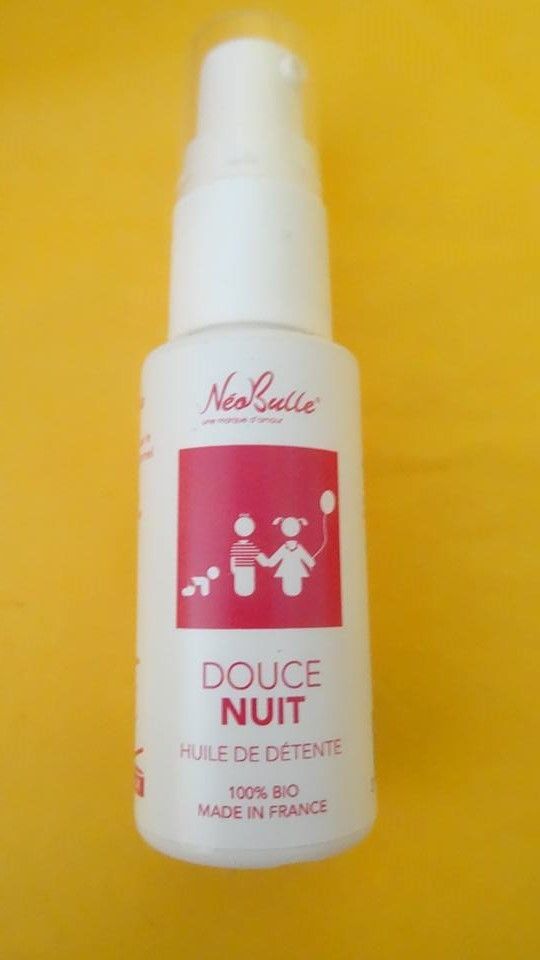 NéoBulle®
une marque d'amour
DOUCE
NUIT
HUILE DE DÉTENTE
100% BIO
MADE IN FRANCE